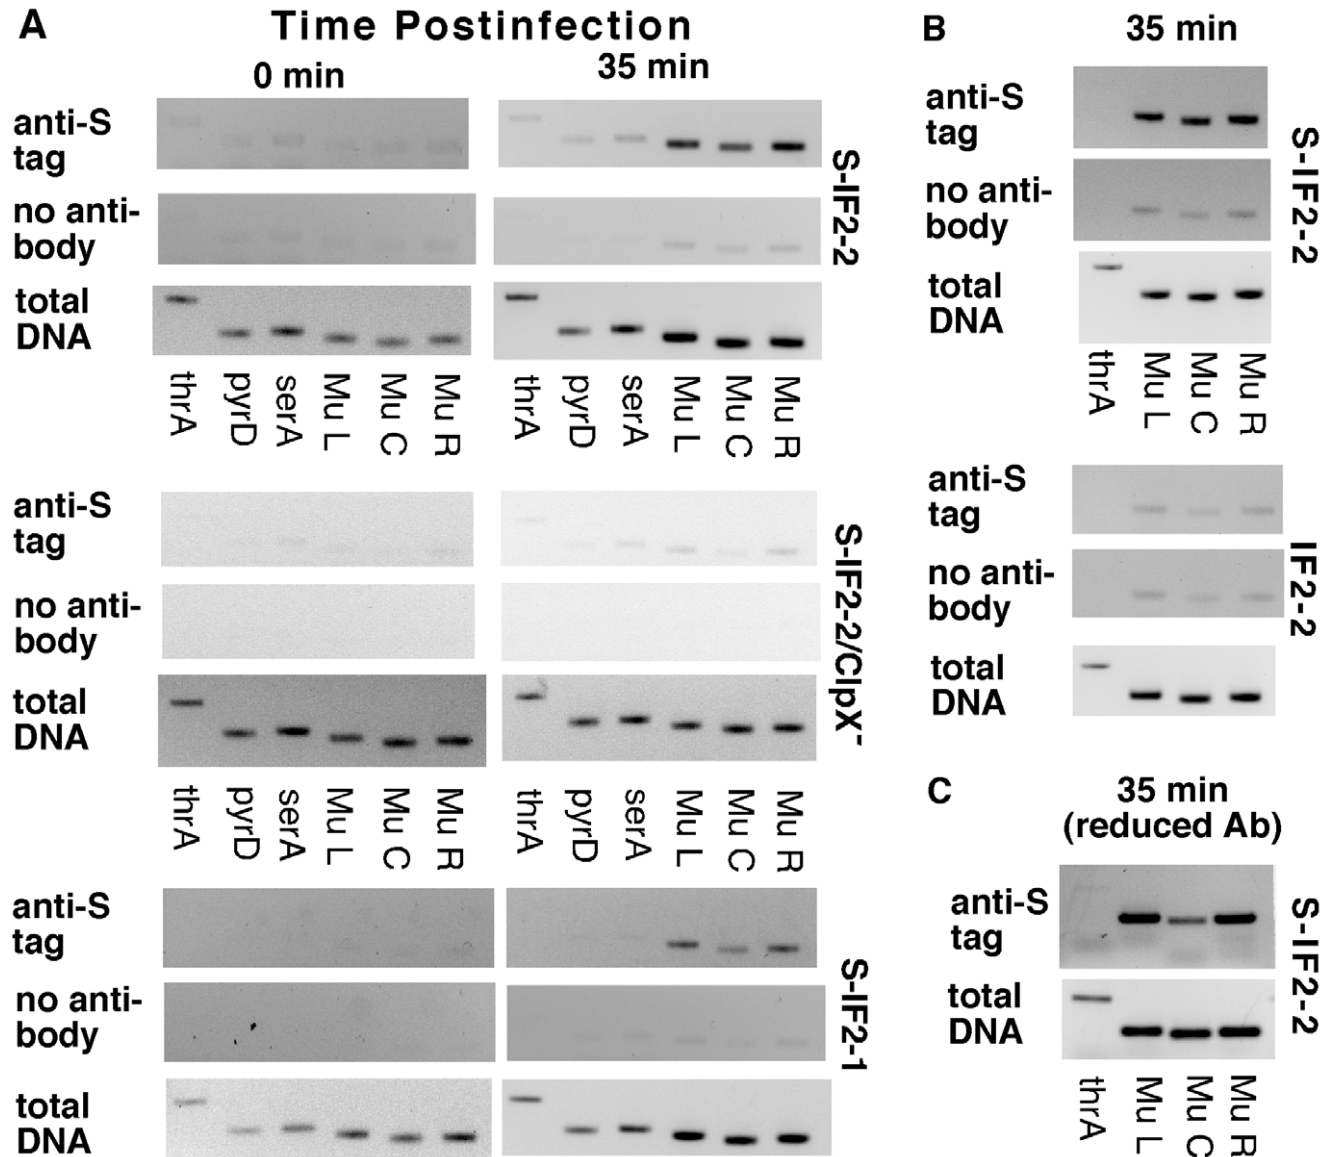 A
Time Postinfection
0 min
35 min
anti-S
tag
no anti-
body
total
DNA
S-IF2-2
thrA
pyrD
serA
Mu L
Mu C
Mu R
thrA
pyrD
serA
Mu L
Mu C
Mu R
anti-S
tag
no anti-
body
total
DNA
S-IF2-2/ClpX-
thrA
pyrD
serA
Mu L
Mu C
Mu R
thrA
pyrD
serA
Mu L
Mu C
Mu R
anti-S
tag
no anti-
body
total
DNA
S-IF2-1
B
35 min
anti-S
tag
no anti-
body
total
DNA
S-IF2-2
thrA
Mu L
Mu C
Mu R
anti-S
tag
no anti-
body
total
DNA
IF2-2
C
35 min
(reduced Ab)
anti-S
tag
total
DNA
S-IF2-2
thrA
Mu L
Mu C
Mu R